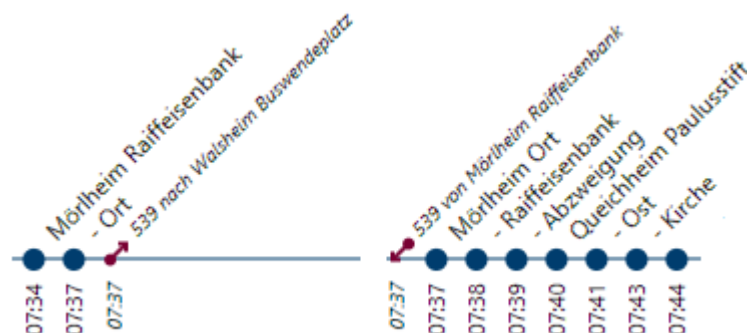 Mörlheim Raiffeisenbank
- Ort
539 nach Walsheim Buswendeplatz
07:34
07:37
07:37
539 von Mörlheim Raiffeisenbank
Mörlheim Ort
- Raiffeisenbank
- Abzweigung
Queichheim Paulusstift
- Ost
- Kirche
07:37
07:37
07:38
07:39
07:40
07:41
07:43
07:44